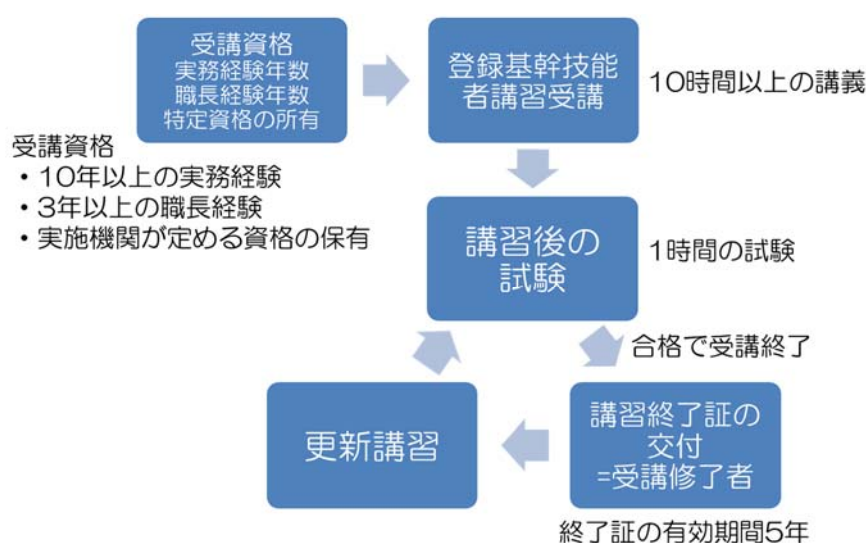 受講資格
実務経験年数
職長経験年数
特定資格の所有
登録基幹技能
者講習受講
10時間以上の講義
受講資格
・10年以上の実務経験
・3年以上の職長経験
・実施機関が定める資格の保有
講習後の
試験
1時間の試験
合格で受講終了
講習終了証の
交付
=受講修了者
更新講習
終了証の有効期間5年